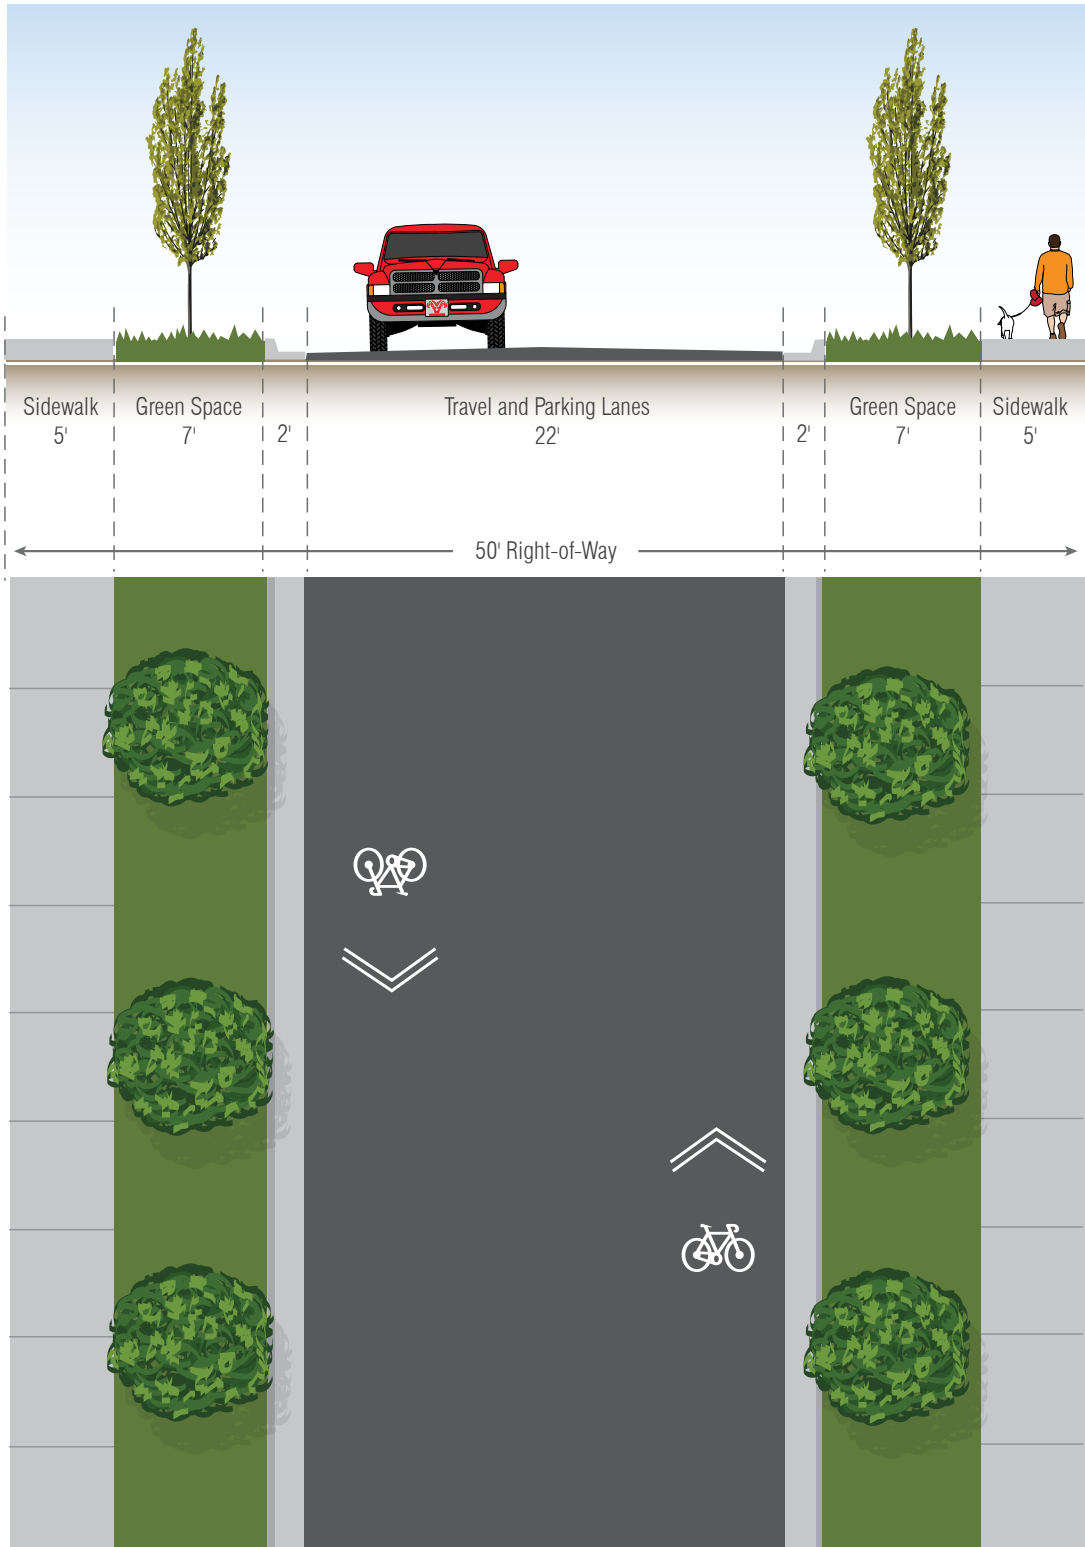 Sidewalk
5'
Green Space
7'
2'
Travel and Parking Lanes
22'
2'
Green Space
7'
Sidewalk
5'
50' Right-of-Way